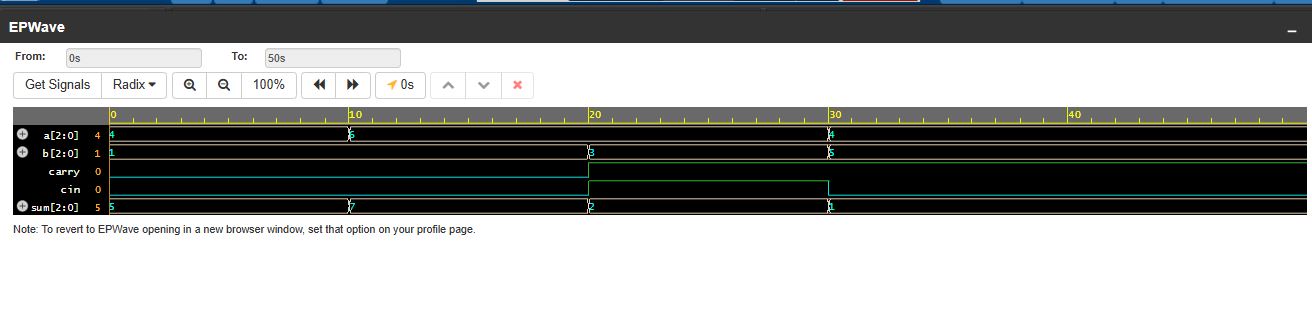 EPWave
From: 0s To: 50s
Get Signals Radix 100% 0s
0 10 20 30 40
a[2:0] 4 4 6 4
b[2:0] 1 1 3 5
carry 0
cin 0
sum[2:0] 5 5 7 2 1
Note: To revert to EPWave opening in a new browser window, set that option on your profile page.